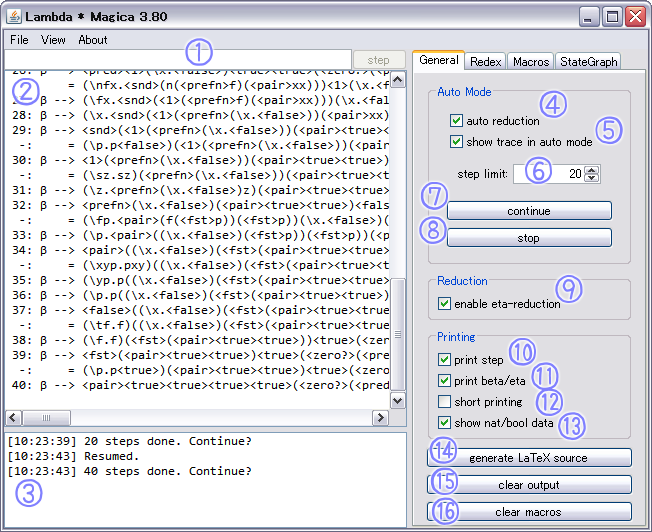 Lambda * Magica 3.80
File View About
① step
②
β --> <pred><1>(\x.<false>)<true><true>(<zero?>(<p
= (\nfx.<snd>(n(<prefn>f)(<pair>xx)))<1>(\x.<f
β --> (\fx.<snd>(<1>(<prefn>f)(<pair>xx)))(\x.<fal
28: β --> (\x.<snd>(<1>(<prefn>(\x.<false>))(<pair>xx)
29: β --> <snd>(<1>(<prefn>(\x.<false>))(<pair><true><t
-: = (\p.p<false>)(<1>(<prefn>(\x.<false>))(<pair
30: β --> <1>(<prefn>(\x.<false>))(<pair><true><true>)
-: = (\sz.sz)(<prefn>(\x.<false>))(<pair><true><t
31: β --> (\z.<prefn>(\x.<false>)z)(<pair><true><true>
32: β --> <prefn>(\x.<false>)(<pair><true><true>)<false
-: = (\fp.<pair>(f(<fst>p))(<fst>p))(\x.<false>)(
33: β --> (\p.<pair>((\x.<false>)(<fst>p))(<fst>p))(<p
34: β --> <pair>((\x.<false>)(<fst>(<pair><true><true>
-: = (\xyp.pxy)((\x.<false>)(<fst>(<pair><true><t
35: β --> (\yp.p((\x.<false>)(<fst>(<pair><true><true>
36: β --> (\p.p((\x.<false>)(<fst>(<pair><true><true>)
37: β --> <false>((\x.<false>)(<fst>(<pair><true><true>
-: = (\tf.f)((\x.<false>)(<fst>(<pair><true><true>
38: β --> (\f.f)(<fst>(<pair><true><true>))<true>(<zer
39: β --> <fst>(<pair><true><true>)<true>(<zero?>(<pre
-: = (\p.p<true>)(<pair><true><true>)<true>(<zero
40: β --> <pair><true><true><true><true>(<zero?>(<pred
[10:23:39] 20 steps done. Continue?
[10:23:43] Resumed.
[10:23:43] 40 steps done. Continue?
③
General Redex Macros StateGraph
Auto Mode
auto reduction ④
show trace in auto mode ⑤
step limit: ⑥ 20
⑦ continue
⑧ stop
Reduction
enable eta-reduction ⑨
Printing
print step ⑩
print beta/eta ⑪
short printing ⑫
show nat/bool data ⑬
⑭ generate LaTeX source
⑮ clear output
⑯ clear macros